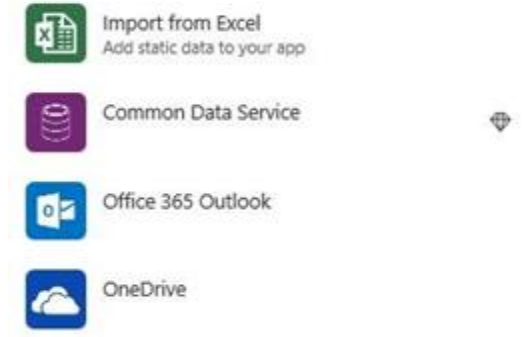 Import from Excel
Add static data to your app
Common Data Service
Office 365 Outlook
OneDrive